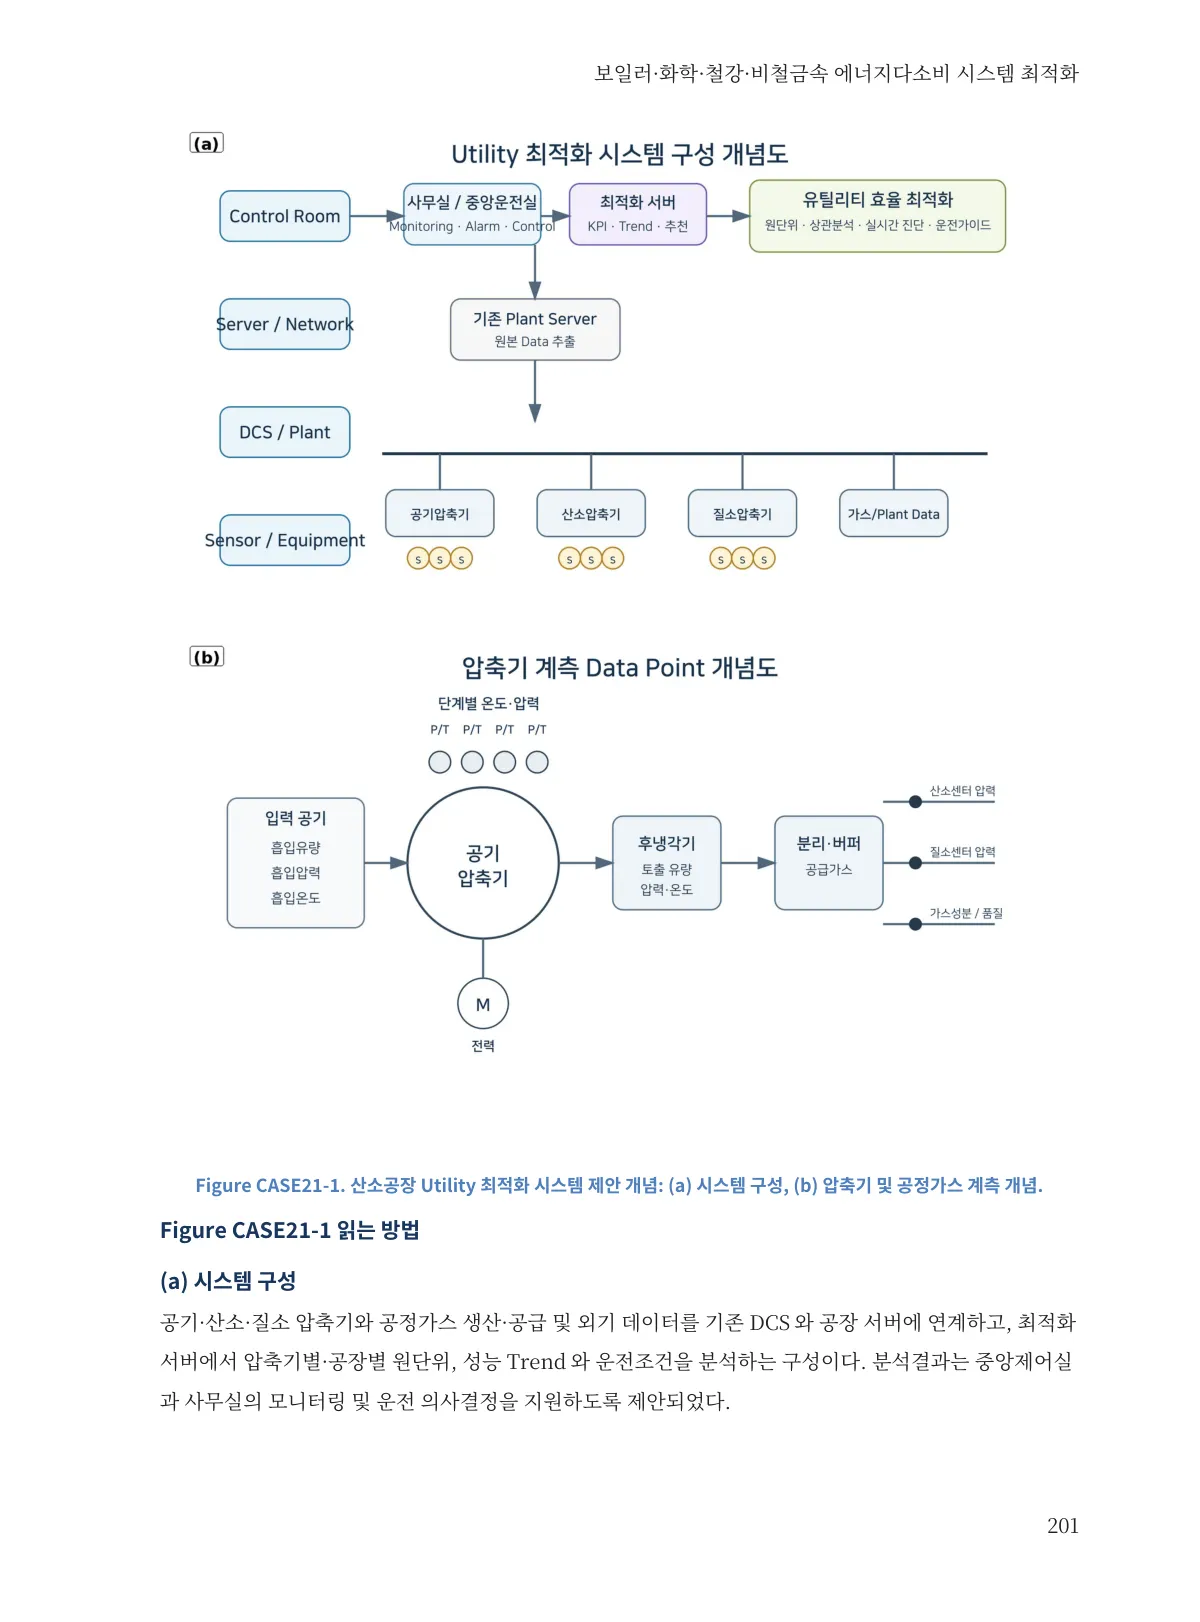 보일러·화학·철강·비철금속 에너지다소비 시스템 최적화
(a)
Utility 최적화 시스템 구성 개념도
Control Room
사무실 / 중앙운전실
Monitoring · Alarm · Control
최적화 서버
KPI · Trend · 추천
유틸리티 효율 최적화
원단위 · 상관분석 · 실시간 진단 · 운전가이드
Server / Network
기존 Plant Server
원본 Data 추출
DCS / Plant
Sensor / Equipment
공기압축기
산소압축기
질소압축기
가스/Plant Data
S S S
S S S
S S S
(b)
압축기 계측 Data Point 개념도
단계별 온도·압력
P/T P/T P/T P/T
입력 공기
흡입유량
흡입압력
흡입온도
공기
압축기
후냉각기
토출 유량
압력·온도
분리·버퍼
공급가스
산소센터 압력
질소센터 압력
가스성분 / 품질
M
전력
Figure CASE21-1. 산소공장 Utility 최적화 시스템 제안 개념: (a) 시스템 구성, (b) 압축기 및 공정가스 계측 개념.
Figure CASE21-1 읽는 방법
(a) 시스템 구성
공기·산소·질소 압축기와 공정가스 생산·공급 및 외기 데이터를 기존 DCS와 공장 서버에 연계하고, 최적화
서버에서 압축기별·공장별 원단위, 성능 Trend와 운전조건을 분석하는 구성이다. 분석결과는 중앙제어실
과 사무실의 모니터링 및 운전 의사결정을 지원하도록 제안되었다.
201